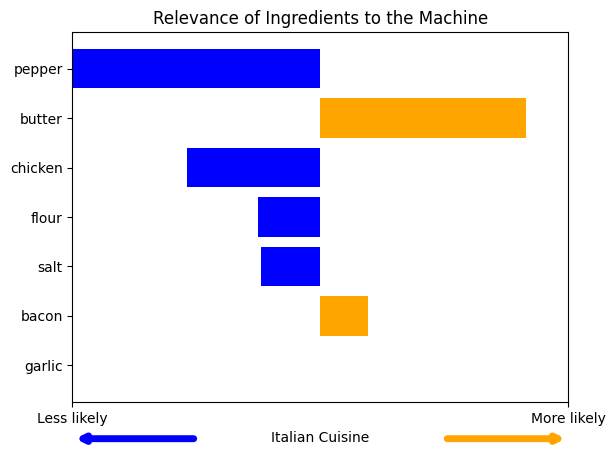 Relevance of Ingredients to the Machine
pepper
butter
chicken
flour
salt
bacon
garlic
Less likely
More likely
Italian Cuisine